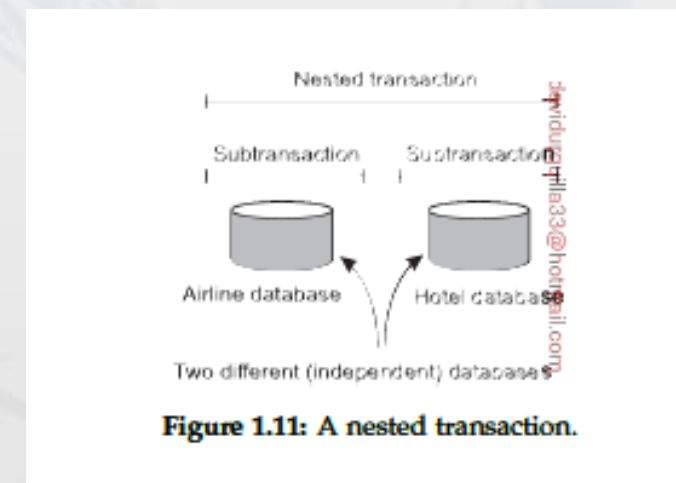 Nested transaction
Subtransaction Subtransaction
Airline database Hotel database
Two different (independent) databases
Figure 1.11: A nested transaction.